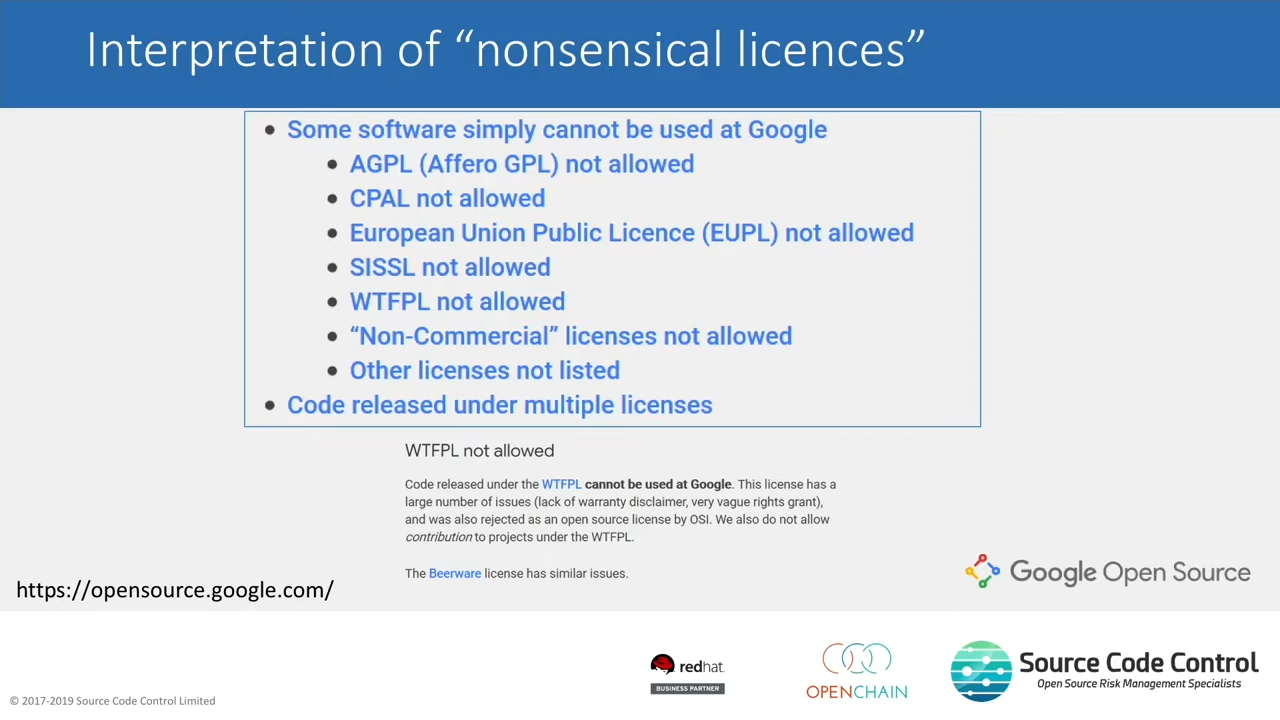 Interpretation of “nonsensical licences”
• Some software simply cannot be used at Google
• AGPL (Affero GPL) not allowed
• CPAL not allowed
• European Union Public Licence (EUPL) not allowed
• SISSL not allowed
• WTFPL not allowed
• “Non-Commercial” licenses not allowed
• Other licenses not listed
• Code released under multiple licenses
WTFPL not allowed
Code released under the WTFPL cannot be used at Google. This license has a
large number of issues (lack of warranty disclaimer, very vague rights grant),
and was also rejected as an open source license by OSI. We also do not allow
contribution to projects under the WTFPL.
The Beerware license has similar issues.
https://opensource.google.com/
Google Open Source
redhat.
BUSINESS PARTNER
OPENCHAIN
Source Code Control
Open Source Risk Management Specialists
© 2017-2019 Source Code Control Limited